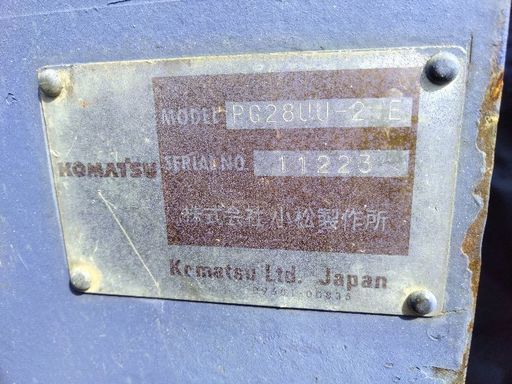 MODEL PC28UU-2-E
KOMATSU SERIAL NO. 11223
株式会社 小松製作所
Komatsu Ltd. Japan